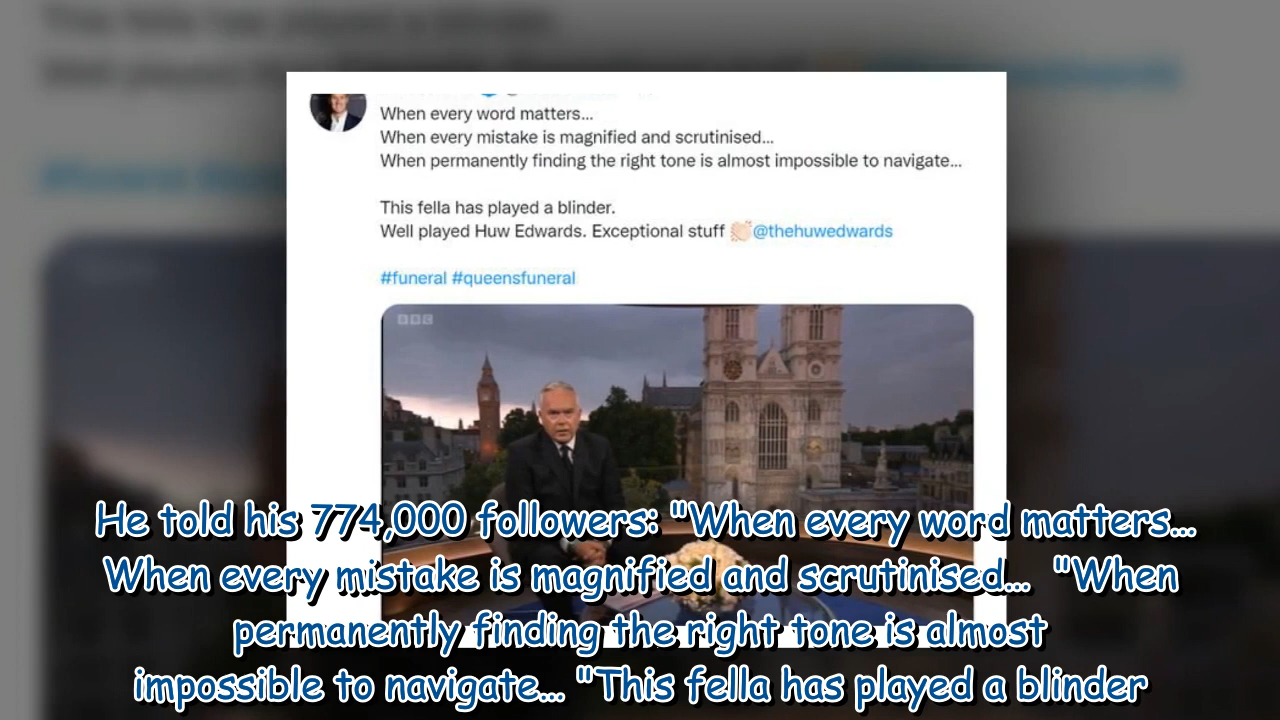 When every word matters...
When every mistake is magnified and scrutinised...
When permanently finding the right tone is almost impossible to navigate...
This fella has played a blinder.
Well played Huw Edwards. Exceptional stuff 👏🏻@thehuwedwards
#funeral #queensfuneral
BBC
He told his 774,000 followers: "When every word matters...
When every mistake is magnified and scrutinised... "When
permanently finding the right tone is almost
impossible to navigate... "This fella has played a blinder